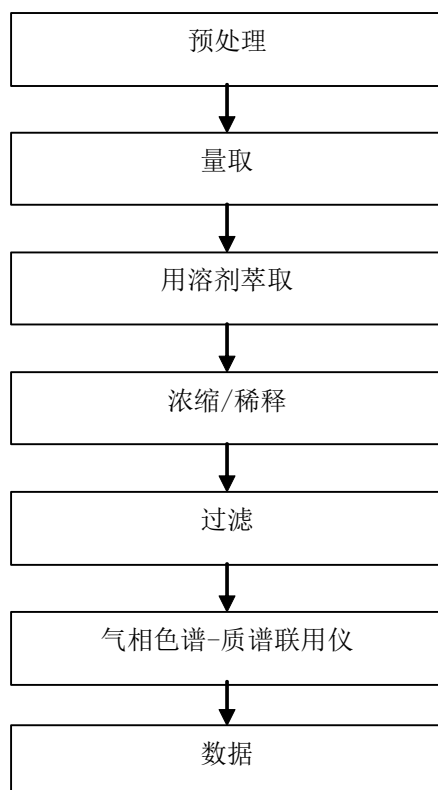 预处理
量取
用溶剂萃取
浓缩/稀释
过滤
气相色谱-质谱联用仪
数据